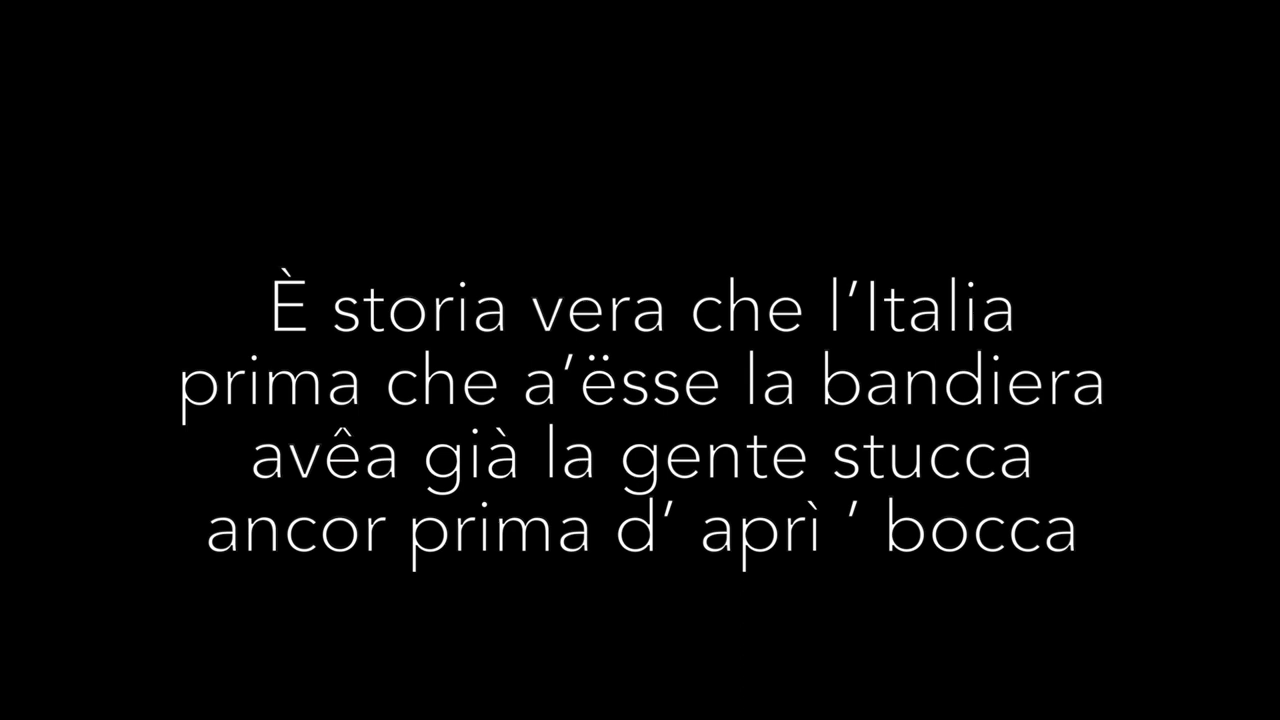 È storia vera che l’Italia
prima che a’ësse la bandiera
avêa già la gente stucca
ancor prima d’ aprì ’ bocca